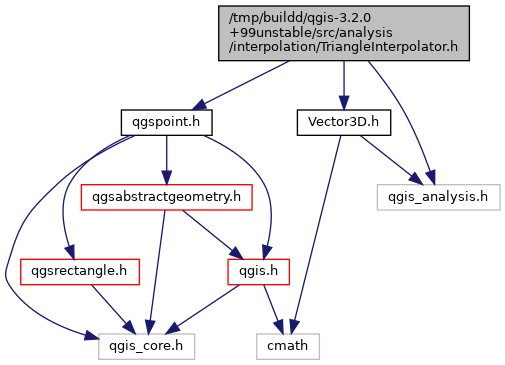 /tmp/buildd/qgis-3.2.0
+99unstable/src/analysis
/interpolation/TriangleInterpolator.h
qgspoint.h
Vector3D.h
qgsabstractgeometry.h
qgis_analysis.h
qgsrectangle.h
qgis.h
qgis_core.h
cmath